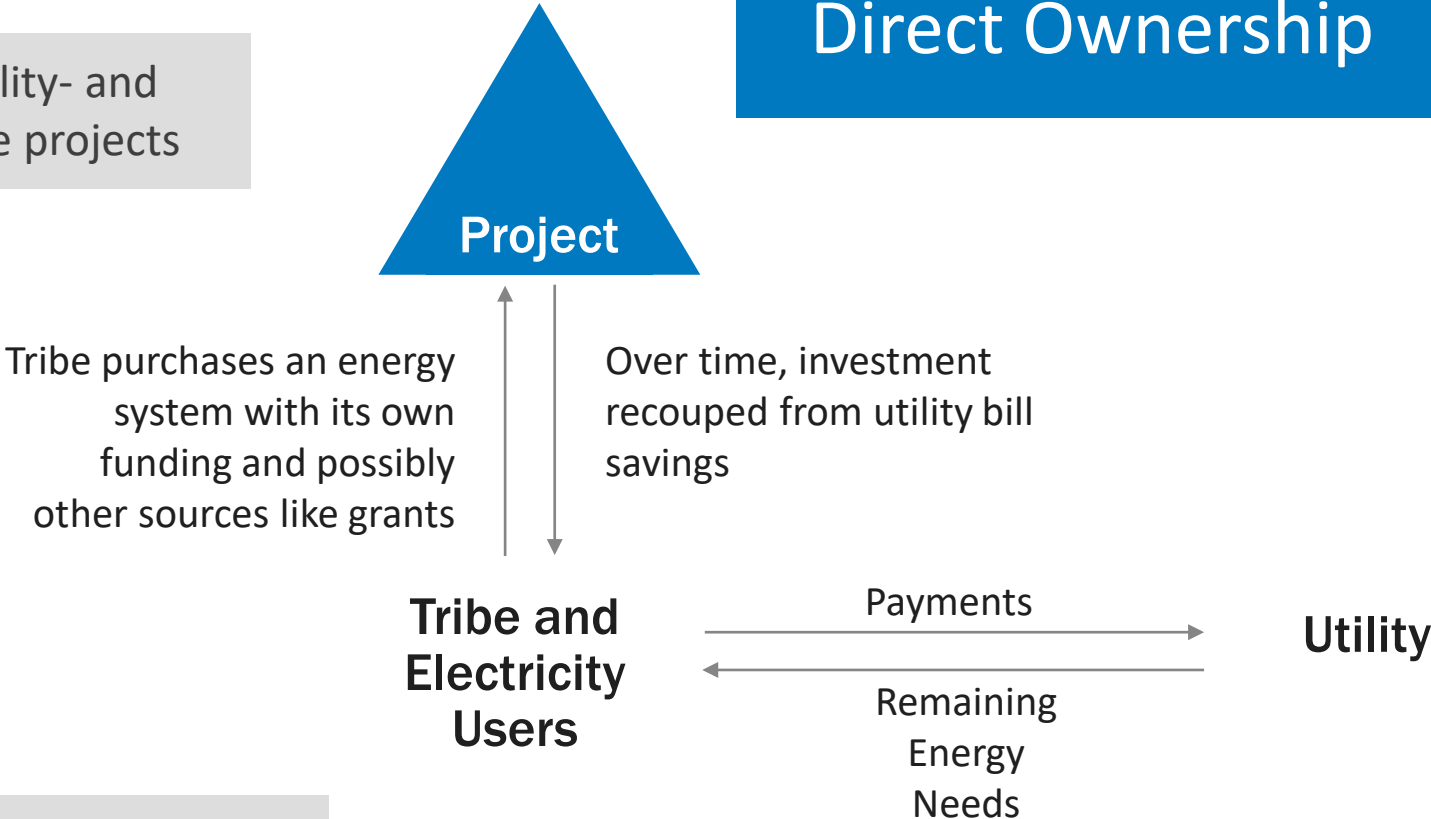 Direct Ownership
lity- and
e projects
Project
Tribe purchases an energy
system with its own
funding and possibly
other sources like grants
Over time, investment
recouped from utility bill
savings
Tribe and
Electricity
Users
Payments
Remaining
Energy
Needs
Utility